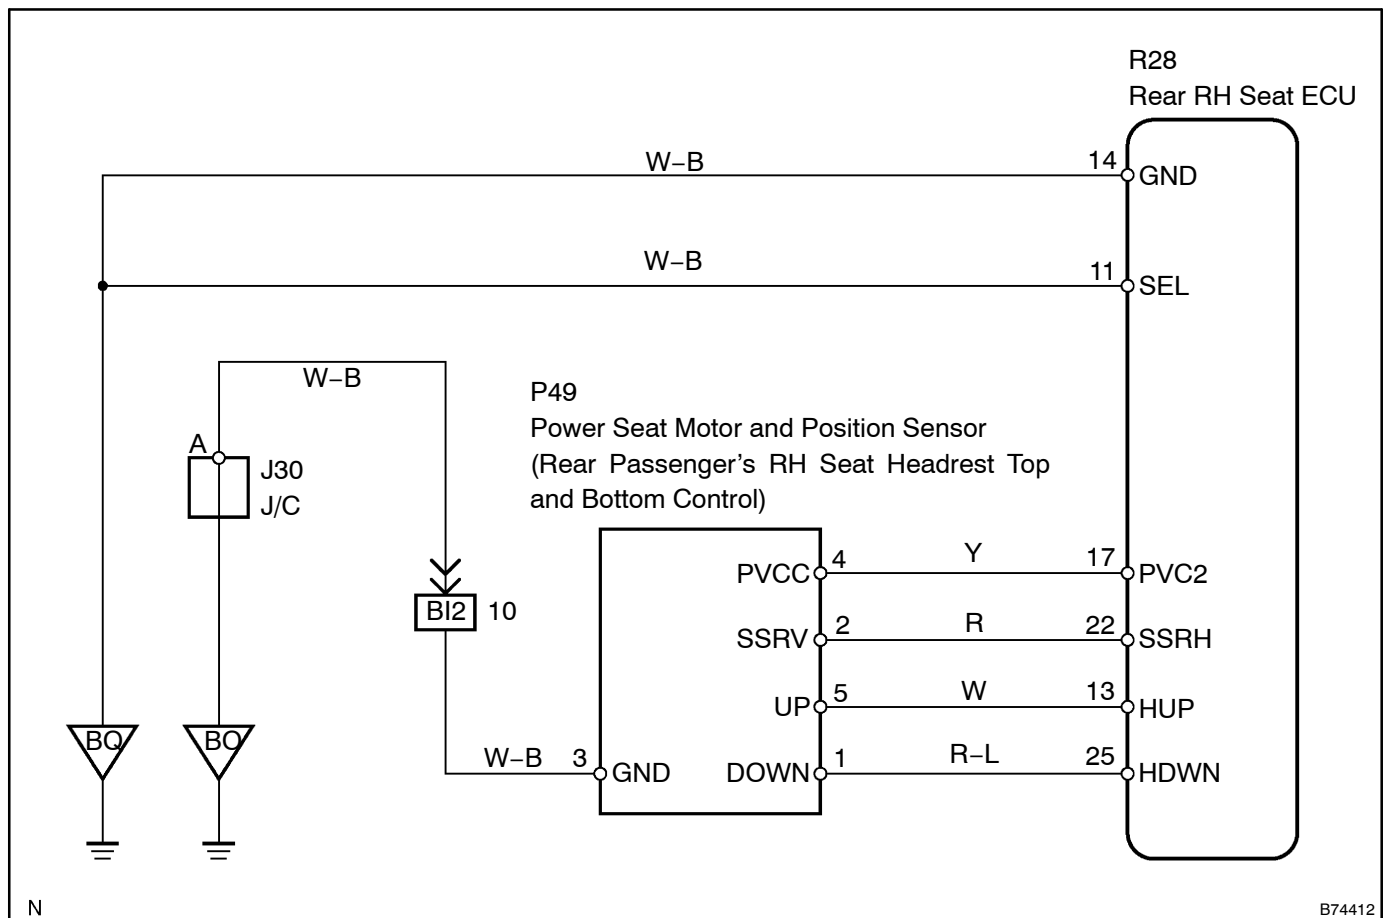 R28
Rear RH Seat ECU
W–B
14
GND
W–B
11
SEL
W–B
A
J30
J/C
P49
Power Seat Motor and Position Sensor
(Rear Passenger's RH Seat Headrest Top
and Bottom Control)
PVCC
4
Y
17
PVC2
BI2
10
SSRV
2
R
22
SSRH
UP
5
W
13
HUP
BQ
BO
W–B
3
GND
DOWN
1
R–L
25
HDWN
N
B74412